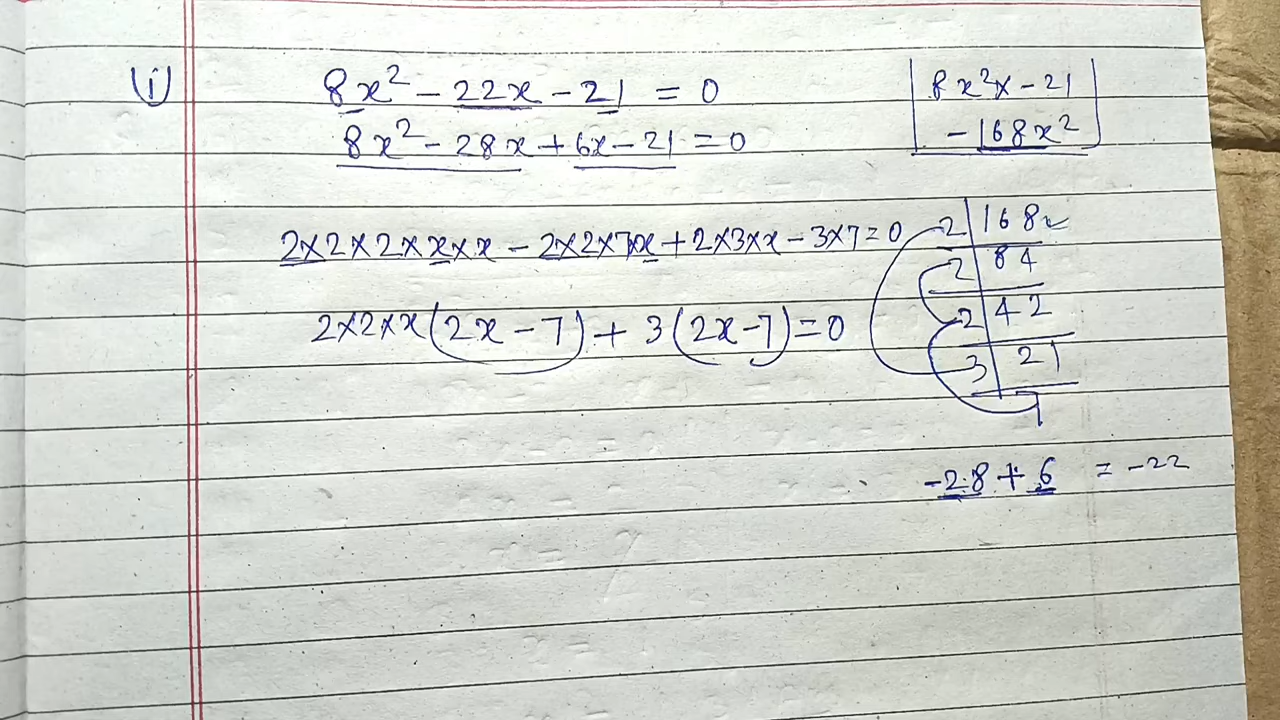 (i) 8x² - 22x - 21 = 0
8x² - 28x + 6x - 21 = 0
2×2×2×x×x - 2×2×7×x + 2×3×x - 3×7 = 0
2×2×x(2x - 7) + 3(2x - 7) = 0
8x² × -21
-168x²
2 | 168
2 | 84
2 | 42
3 | 21
7
-28 + 6 = -22